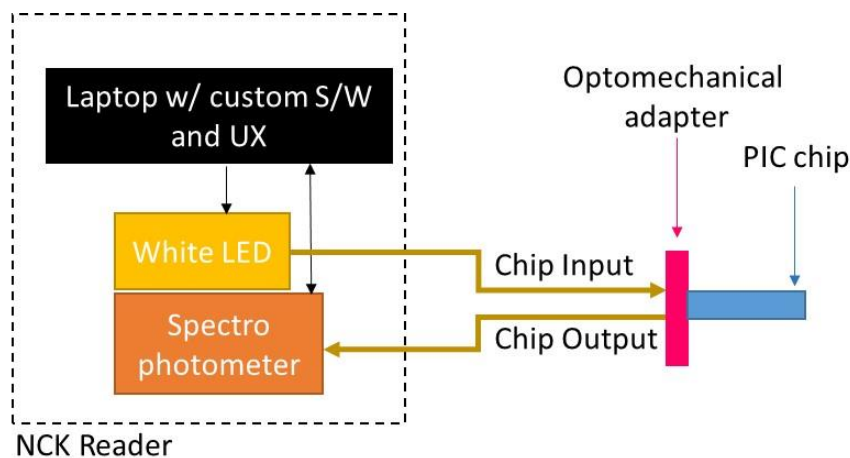 Laptop w/ custom S/W
and UX
White LED
Spectro
photometer
NCK Reader
Chip Input
Chip Output
Optomechanical
adapter
PIC chip